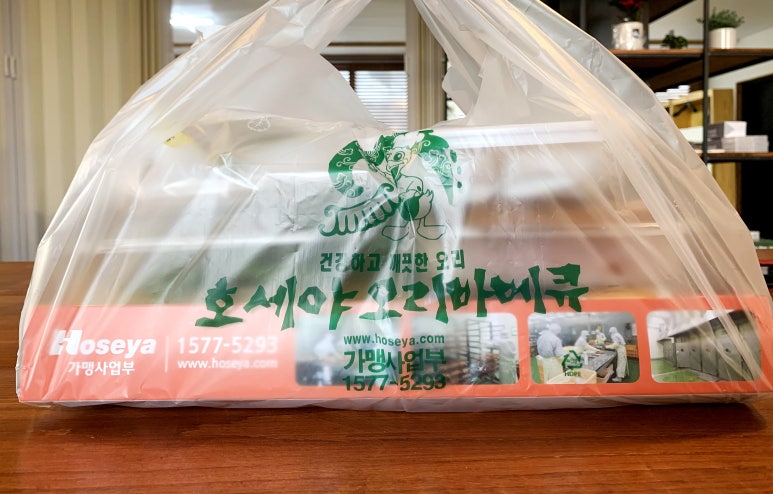 건강하고 깨끗한 오리
호세야 오리바베큐
www.hoseya.com
가맹사업부
1577-5293
Hoseya
가맹사업부
1577-5293
www.hoseya.com
HDPE